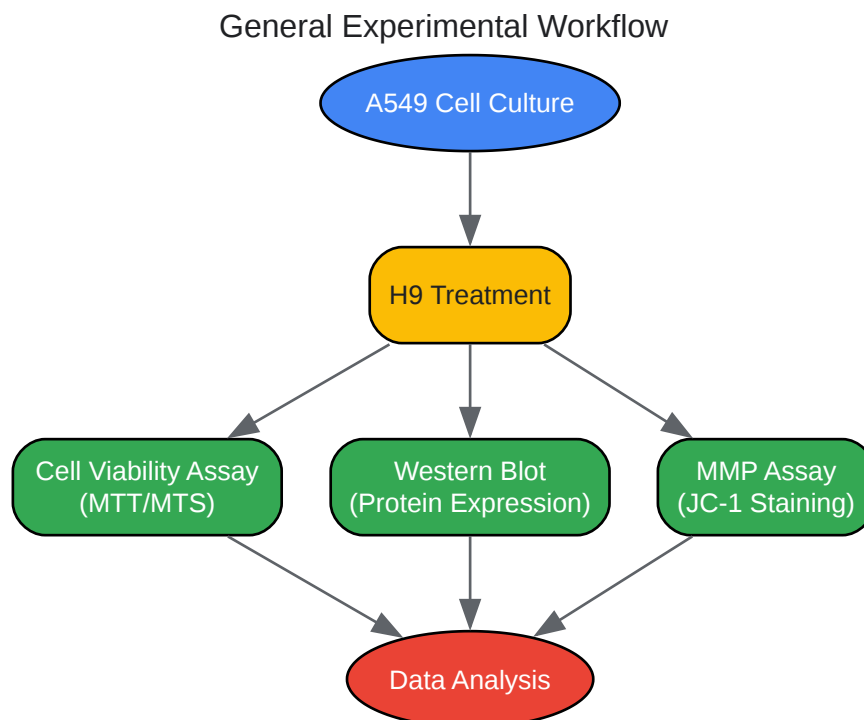 General Experimental Workflow
A549 Cell Culture
H9 Treatment
Cell Viability Assay
(MTT/MTS)
Western Blot
(Protein Expression)
MMP Assay
(JC-1 Staining)
Data Analysis